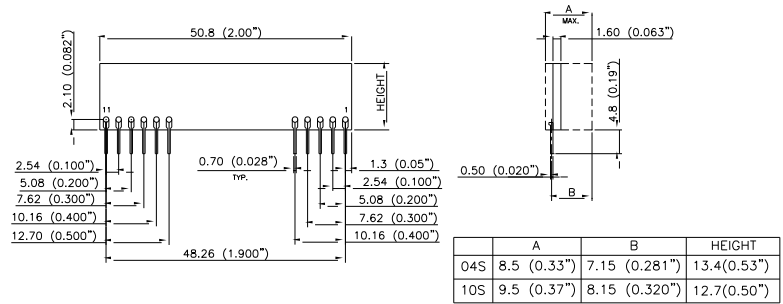 50.8 (2.00”)
2.10 (0.082”)
11
1
HEIGHT
2.54 (0.100”)
5.08 (0.200”)
7.62 (0.300”)
10.16 (0.400”)
12.70 (0.500”)
0.70 (0.028”)
TYP.
1.3 (0.05”)
2.54 (0.100”)
5.08 (0.200”)
7.62 (0.300”)
10.16 (0.400”)
48.26 (1.900”)
A
MAX.
1.60 (0.063”)
4.8 (0.19”)
0.50 (0.020”)
B
A B HEIGHT
04S 8.5 (0.33”) 7.15 (0.281”) 13.4(0.53”)
10S 9.5 (0.37”) 8.15 (0.320”) 12.7(0.50”)